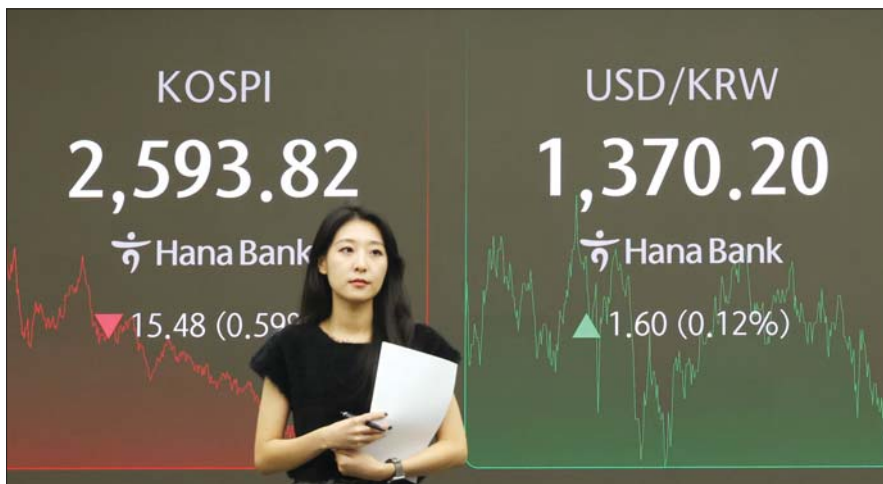 KOSPI
2,593.82
Hana Bank
▼ 15.48 (0.59%
USD/KRW
1,370.20
Hana Bank
▲ 1.60 (0.12%)